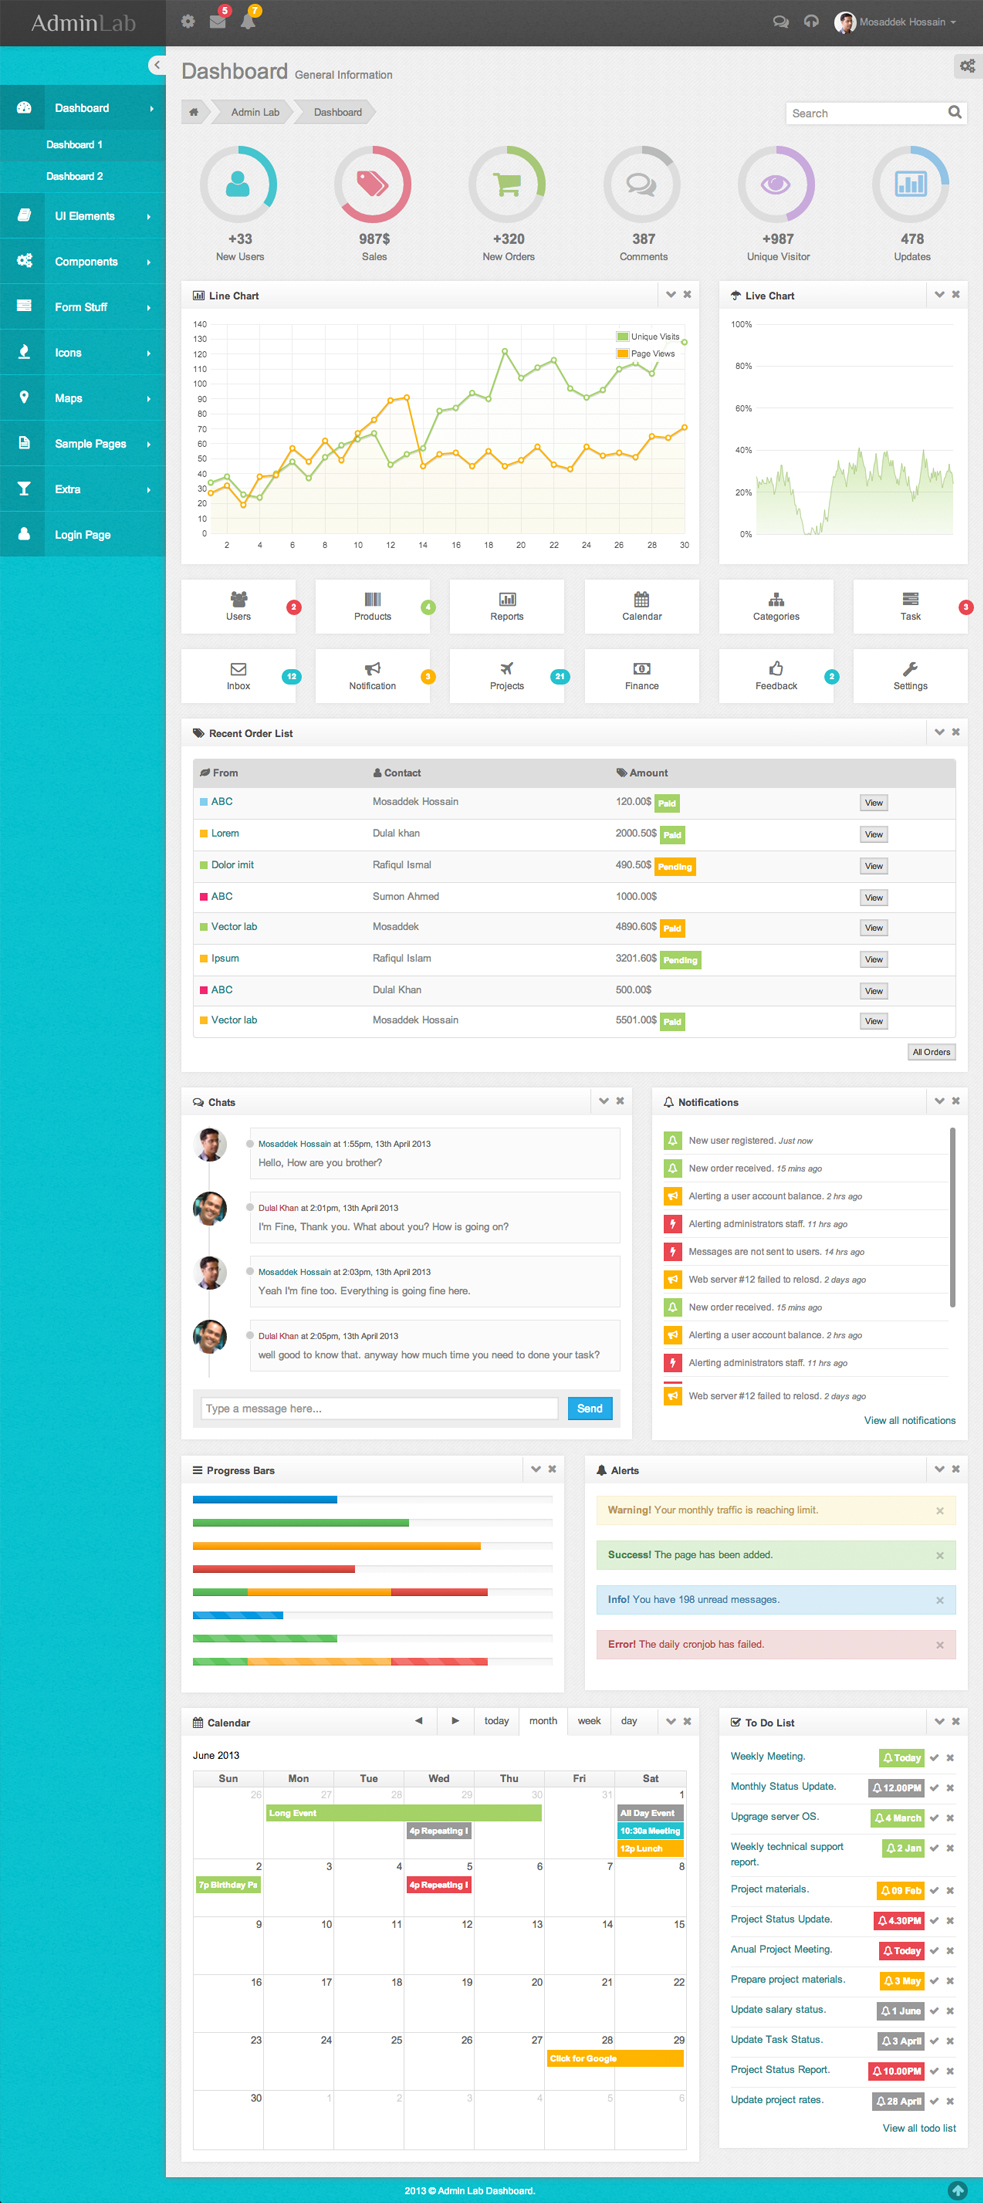 AdminLab
5
7
Mosaddek Hossain
Dashboard
Dashboard 1
Dashboard 2
UI Elements
Components
Form Stuff
Icons
Maps
Sample Pages
Extra
Login Page
Dashboard General Information
Admin Lab
Dashboard
Search
+33
New Users
987$
Sales
+320
New Orders
387
Comments
+987
Unique Visitor
478
Updates
Line Chart
140
130
120
110
100
90
80
70
60
50
40
30
20
10
0
2 4 6 8 10 12 14 16 18 20 22 24 26 28 30
Unique Visits
Page Views
Live Chart
100%
80%
60%
40%
20%
0%
Users
2
Products
4
Reports
Calendar
Categories
Task
3
Inbox
12
Notification
Projects
21
Finance
Feedback
2
Settings
Recent Order List
From Contact Amount
ABC Mosaddek Hossain 120.00$ Paid View
Lorem Dulal khan 2000.50$ Paid View
Dolor imit Rafiqul Ismal 490.50$ Pending View
ABC Sumon Ahmed 1000.00$ View
Vector lab Mosaddek 4890.60$ Paid View
Ipsum Rafiqul Islam 3201.60$ Pending View
ABC Dulal Khan 500.00$ View
Vector lab Mosaddek Hossain 5501.00$ Paid View
All Orders
Chats
Mosaddek Hossain at 1:55pm, 13th April 2013
Hello, How are you brother?
Dulal Khan at 2:01pm, 13th April 2013
I'm Fine, Thank you. What about you? How is going on?
Mosaddek Hossain at 2:03pm, 13th April 2013
Yeah I'm fine too. Everything is going fine here.
Dulal Khan at 2:05pm, 13th April 2013
well good to know that. anyway how much time you need to done your task?
Type a message here...
Send
Notifications
New user registered. Just now
New order received. 15 mins ago
Alerting a user account balance. 2 hrs ago
Alerting administrators staff. 11 hrs ago
Messages are not sent to users. 14 hrs ago
Web server #12 failed to relosd. 2 days ago
New order received. 15 mins ago
Alerting a user account balance. 2 hrs ago
Alerting administrators staff. 11 hrs ago
Web server #12 failed to relosd. 2 days ago
View all notifications
Progress Bars
Alerts
Warning! Your monthly traffic is reaching limit.
Success! The page has been added.
Info! You have 198 unread messages.
Error! The daily cronjob has failed.
Calendar
today
month
week
day
June 2013
Sun Mon Tue Wed Thu Fri Sat
26 27 28 29 30 31 1
Long Event
All Day Event
4p Repeating
10:30a Meeting
12p Lunch
2 3 4 5 6 7 8
7p Birthday Pa
4p Repeating
9 10 11 12 13 14 15
16 17 18 19 20 21 22
23 24 25 26 27 28 29
Click for Google
30 1 2 3 4 5 6
To Do List
Weekly Meeting. Today
Monthly Status Update. 12.00PM
Upgrage server OS. 4 March
Weekly technical support 2 Jan
report.
Project materials. 09 Feb
Project Status Update. 4.30PM
Anual Project Meeting. Today
Prepare project materials. 3 May
Update salary status. 1 June
Update Task Status. 3 April
Project Status Report. 10.00PM
Update project rates. 28 April
View all todo list
2013 © Admin Lab Dashboard.